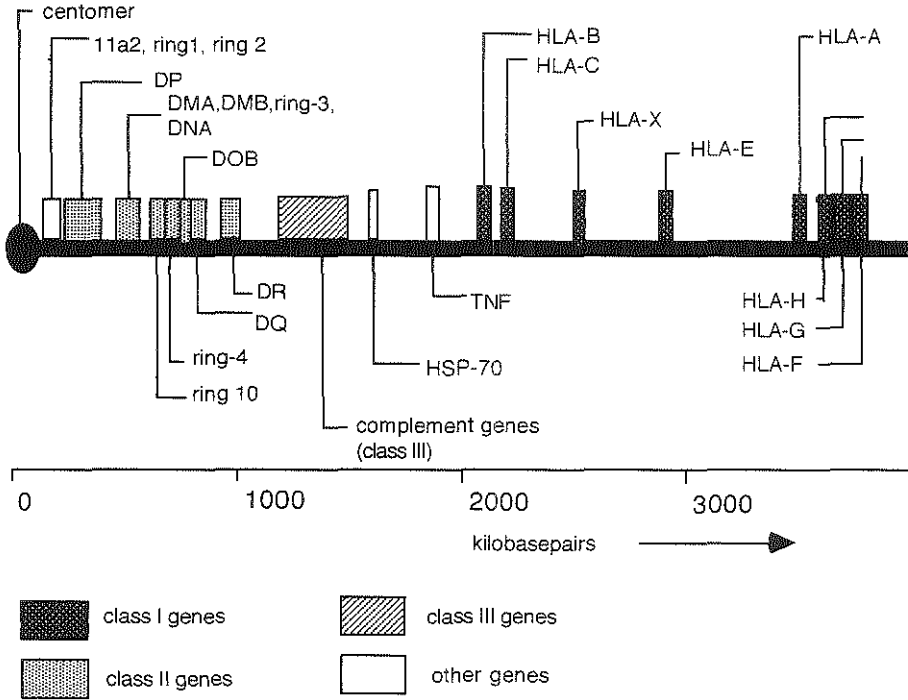 centomer
11a2, ring1, ring 2
DP
DMA,DMB,ring-3,
DNA
DOB
HLA-B
HLA-C
HLA-X
HLA-E
HLA-A
DR
DQ
ring-4
ring 10
TNF
HSP-70
complement genes
(class III)
HLA-H
HLA-G
HLA-F
0 1000 2000 3000
kilobasepairs
class I genes
class III genes
class II genes
other genes